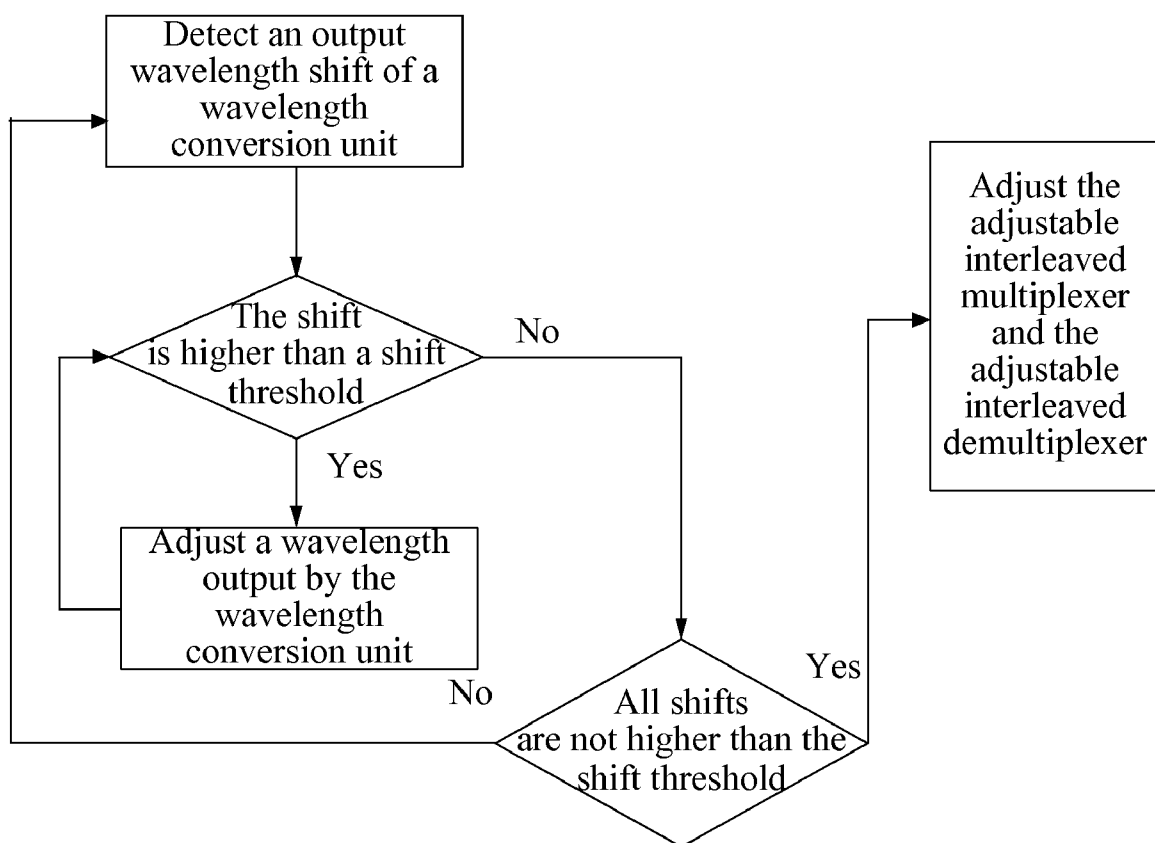 Detect an output
wavelength shift of a
wavelength
conversion unit
The shift
is higher than a shift
threshold
No
Yes
Adjust a wavelength
output by the
wavelength
conversion unit
No
All shifts
are not higher than the
shift threshold
Yes
Adjust the
adjustable
interleaved
multiplexer
and the
adjustable
interleaved
demultiplexer